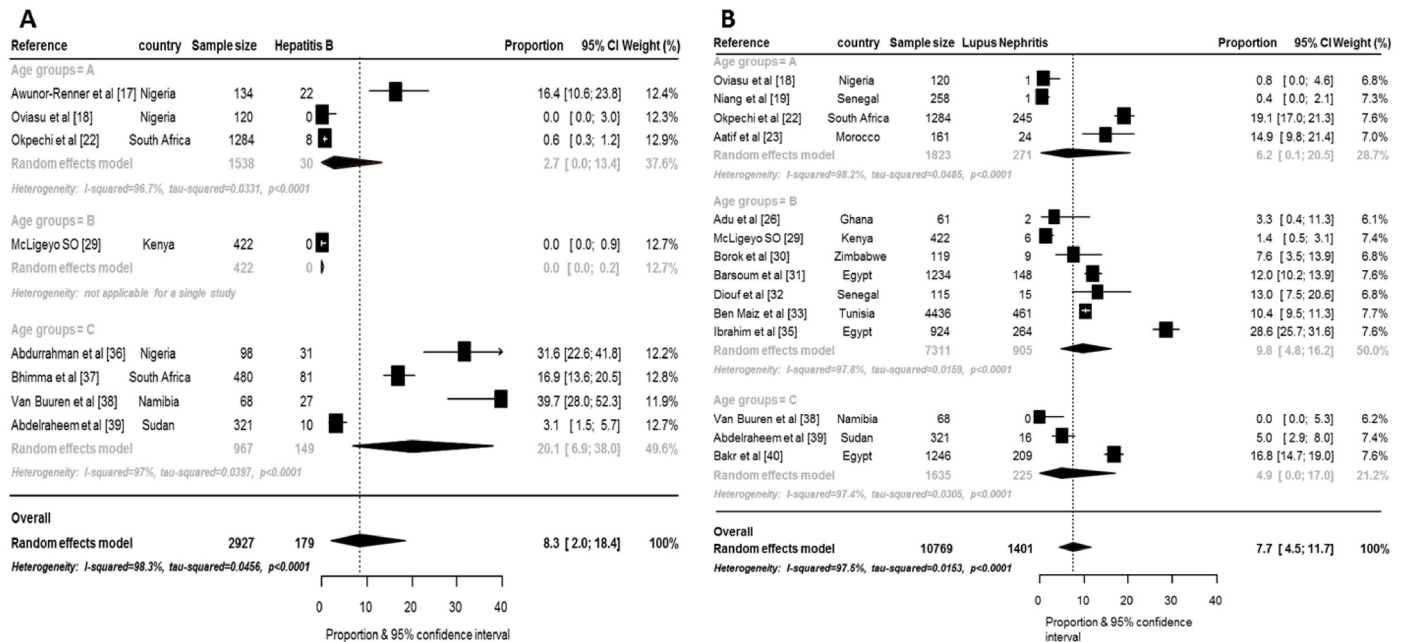 A
Reference country Sample size Hepatitis B Proportion 95% CI Weight (%)
Age groups= A
Awunor-Renner et al [17] Nigeria 134 22 16.4 [10.6; 23.8] 12.4%
Oviasu et al [18] Nigeria 120 0 0.0 [0.0; 3.0] 12.3%
Okpechi et al [22] South Africa 1284 8 0.6 [0.3; 1.2] 12.9%
Random effects model 1538 30 2.7 [0.0; 13.4] 37.6%
Heterogeneity: I-squared=96.7%, tau-squared=0.0331, p<0.0001
Age groups= B
McLigeyo SO [29] Kenya 422 0 0.0 [0.0; 0.9] 12.7%
Random effects model 422 0 0.0 [0.0; 0.2] 12.7%
Heterogeneity: not applicable for a single study
Age groups= C
Abdurrahman et al [36] Nigeria 98 31 31.6 [22.6; 41.8] 12.2%
Bhimma et al [37] South Africa 480 81 16.9 [13.6; 20.5] 12.8%
Van Buuren et al [38] Namibia 68 27 39.7 [28.0; 52.3] 11.9%
Abdelraheem et al [39] Sudan 321 10 3.1 [1.5; 5.7] 12.7%
Random effects model 967 149 20.1 [6.9; 38.0] 49.6%
Heterogeneity: I-squared=97%, tau-squared=0.0397, p<0.0001
Overall
Random effects model 2927 179 8.3 [2.0; 18.4] 100%
Heterogeneity: I-squared=98.3%, tau-squared=0.0456, p<0.0001
0 10 20 30 40
Proportion & 95% confidence
interval
B
Reference country Sample size Lupus Nephritis Proportion 95% CI Weight (%)
Age groups= A
Oviasu et al [18] Nigeria 120 1 0.8 [0.0; 4.6] 6.8%
Niang et al [19] Senegal 258 1 0.4 [0.0; 2.1] 7.3%
Okpechi et al [22] South Africa 1284 245 19.1 [17.0; 21.3] 7.6%
Aatif et al [23] Morocco 161 24 14.9 [9.8; 21.4] 7.0%
Random effects model 1823 271 6.2 [0.1; 20.5] 28.7%
Heterogeneity: I-squared=98.2%, tau-squared=0.0485, p<0.0001
Age groups= B
Adu et al [26] Ghana 61 2 3.3 [0.4; 11.3] 6.1%
McLigeyo SO [29] Kenya 422 6 1.4 [0.5; 3.1] 7.4%
Borok et al [30] Zimbabwe 119 9 7.6 [3.5; 13.9] 6.8%
Barsoum et al [31] Egypt 1234 148 12.0 [10.2; 13.9] 7.6%
Diouf et al [32 Senegal 115 15 13.0 [7.5; 20.6] 6.8%
Ben Maiz et al [33] Tunisia 4436 461 10.4 [9.5; 11.3] 7.7%
Ibrahim et al [35] Egypt 924 264 28.6 [25.7; 31.6] 7.6%
Random effects model 7311 905 9.8 [4.8; 16.2] 50.0%
Heterogeneity: I-squared=97.8%, tau-squared=0.0159, p<0.0001
Age groups= C
Van Buuren et al [38] Namibia 68 0 0.0 [0.0; 5.3] 6.2%
Abdelraheem et al [39] Sudan 321 16 5.0 [2.9; 8.0] 7.4%
Bakr et al [40] Egypt 1246 209 16.8 [14.7; 19.0] 7.6%
Random effects model 1635 225 4.9 [0.0; 17.0] 21.2%
Heterogeneity: I-squared=97.4%, tau-squared=0.0305, p<0.0001
Overall
Random effects model 10769 1401 7.7 [4.5; 11.7] 100%
Heterogeneity: I-squared=97.5%, tau-squared=0.0153, p<0.0001
0 10 20 30 40
Proportion & 95% confidence
interval